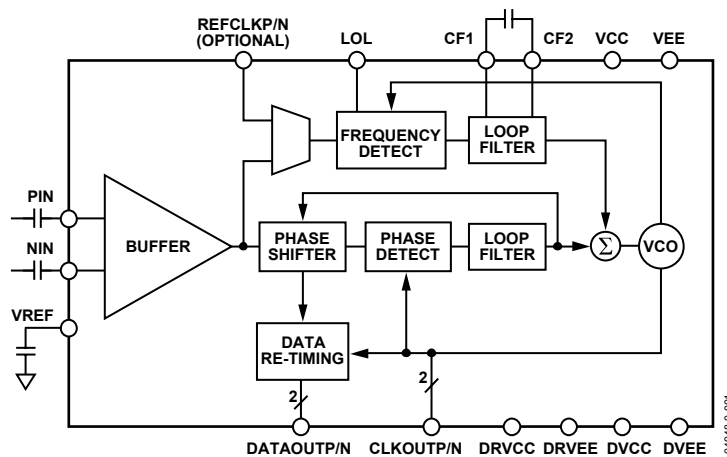 REFCLKP/N
(OPTIONAL)
LOL
CF1
CF2
VCC
VEE
FREQUENCY
DETECT
LOOP
FILTER
PIN
NIN
VREF
BUFFER
PHASE
SHIFTER
PHASE
DETECT
LOOP
FILTER
Σ
VCO
DATA
RE-TIMING
2
2
DATAOUTP/N
CLKOUTP/N
DRVCC
DRVEE
DVCC
DVEE